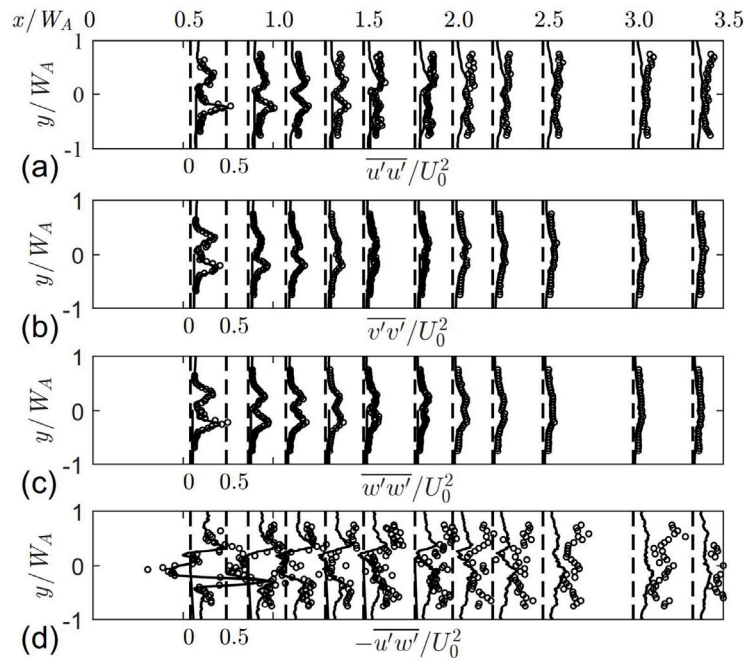 x/W_A 0 0.5 1.0 1.5 2.0 2.5 3.0 3.5
1
y/W_A 0
-1
(a) 0 0.5 \overline{u'u'}/U_0^2
1
y/W_A 0
-1
(b) 0 0.5 \overline{v'v'}/U_0^2
1
y/W_A 0
-1
(c) 0 0.5 \overline{w'w'}/U_0^2
1
y/W_A 0
-1
(d) 0 0.5 -\overline{u'w'}/U_0^2